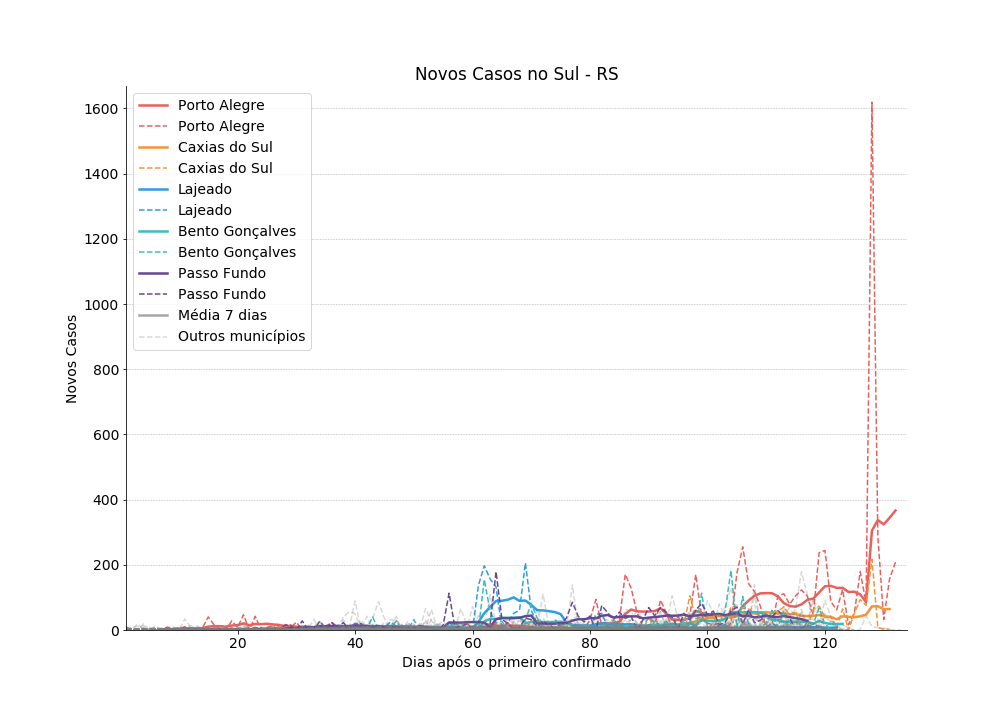 Novos Casos no Sul - RS
Novos Casos
1600
1400
1200
1000
800
600
400
200
0
Porto Alegre
Porto Alegre
Caxias do Sul
Caxias do Sul
Lajeado
Lajeado
Bento Gonçalves
Bento Gonçalves
Passo Fundo
Passo Fundo
Média 7 dias
Outros municípios
20 40 60 80 100 120
Dias após o primeiro confirmado